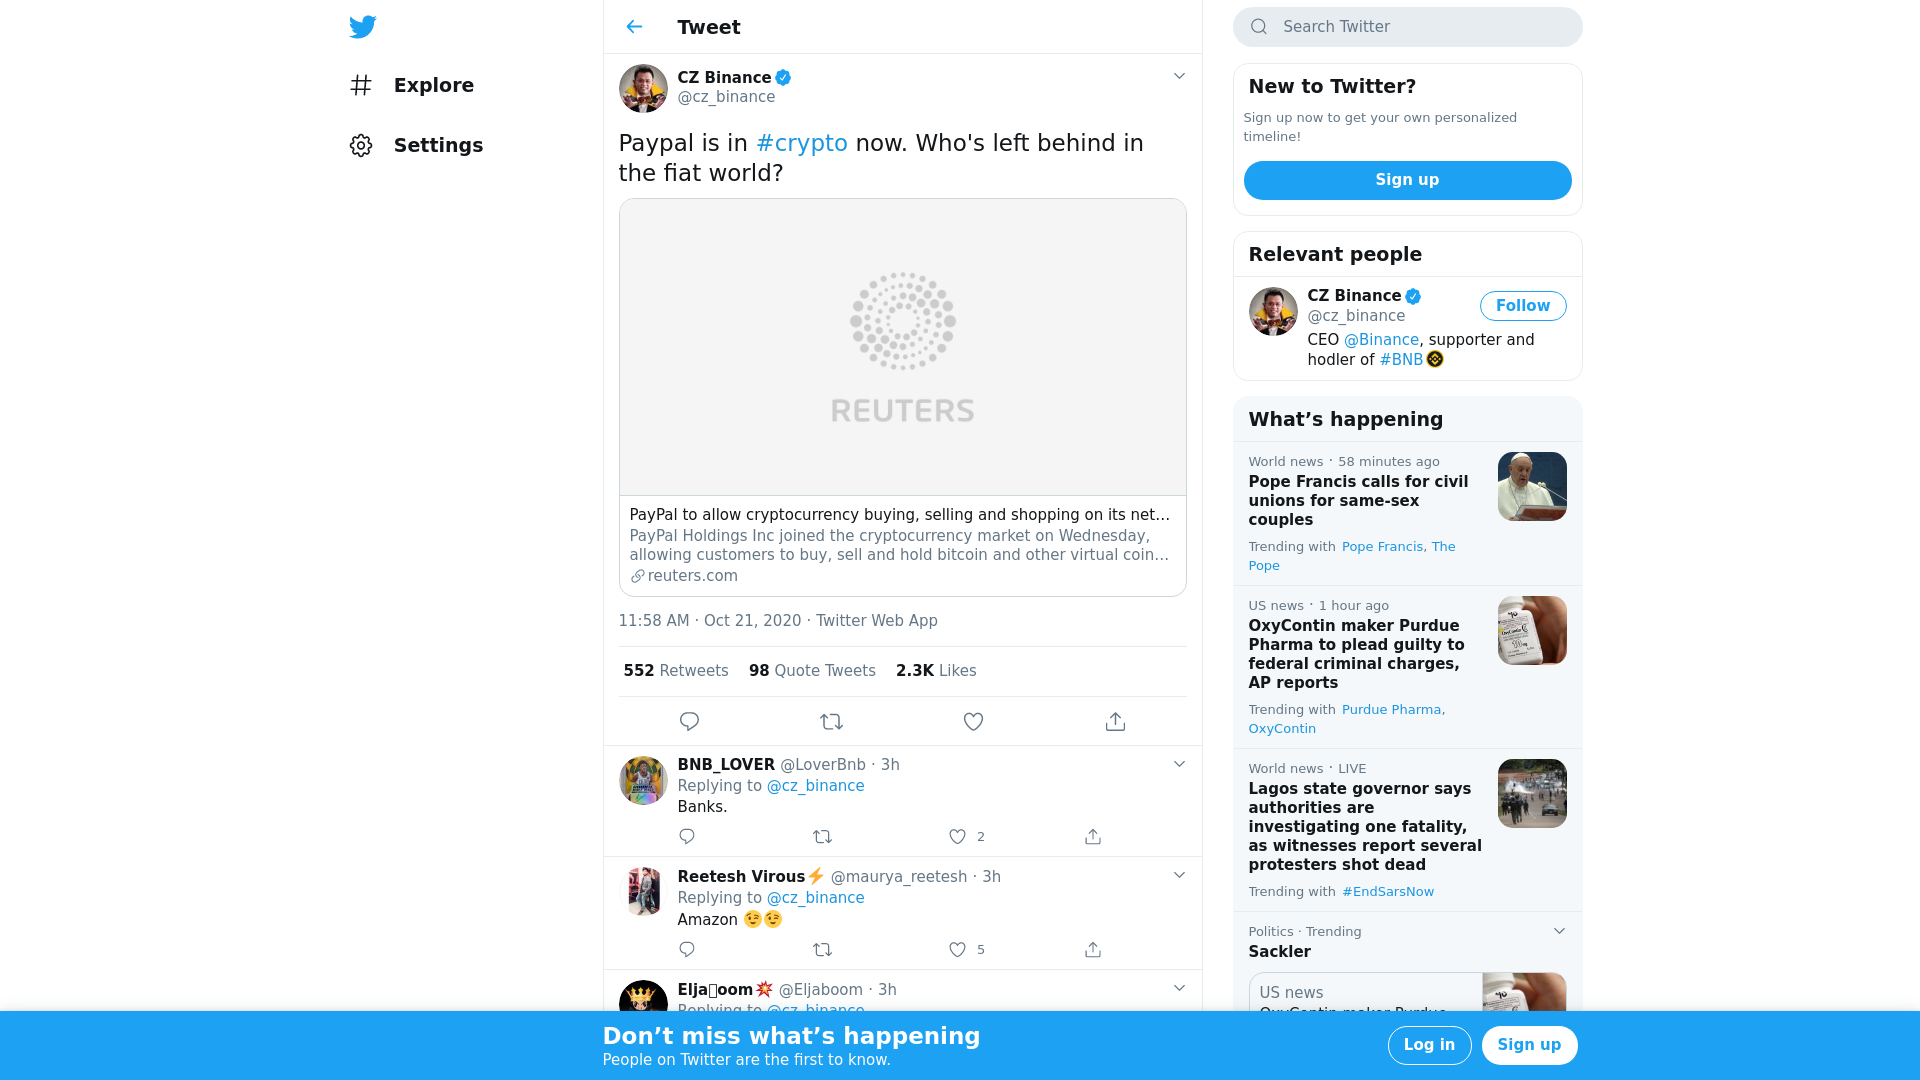 Explore
Settings
Tweet
CZ Binance
@cz_binance
Paypal is in #crypto now. Who's left behind in
the fiat world?
REUTERS
PayPal to allow cryptocurrency buying, selling and shopping on its net…
PayPal Holdings Inc joined the cryptocurrency market on Wednesday,
allowing customers to buy, sell and hold bitcoin and other virtual coin…
reuters.com
11:58 AM · Oct 21, 2020 · Twitter Web App
552 Retweets 98 Quote Tweets 2.3K Likes
BNB_LOVER @LoverBnb · 3h
Replying to @cz_binance
Banks.
2
Reetesh Virous⚡ @maurya_reetesh · 3h
Replying to @cz_binance
Amazon 😉😉
5
Elja▯oom💥 @Eljaboom · 3h
Replying to @cz_binance
Search Twitter
New to Twitter?
Sign up now to get your own personalized
timeline!
Sign up
Relevant people
CZ Binance
@cz_binance
Follow
CEO @Binance, supporter and
hodler of #BNB
What’s happening
World news · 58 minutes ago
Pope Francis calls for civil
unions for same-sex
couples
Trending with Pope Francis, The
Pope
US news · 1 hour ago
OxyContin maker Purdue
Pharma to plead guilty to
federal criminal charges,
AP reports
Trending with Purdue Pharma,
OxyContin
World news · LIVE
Lagos state governor says
authorities are
investigating one fatality,
as witnesses report several
protesters shot dead
Trending with #EndSarsNow
Politics · Trending
Sackler
US news
OxyContin maker Purdue
Don’t miss what’s happening
People on Twitter are the first to know.
Log in
Sign up